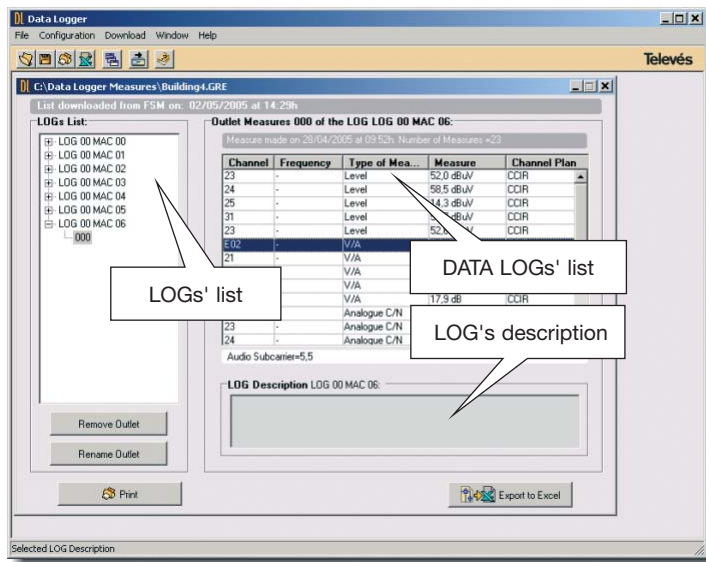 Data Logger
File Configuration Download Window Help
Televés
C:\Data Logger Measures\Building4.GRE
List downloaded from FSM on: 02/05/2005 at 14:29h
LOGs List:
LOG 00 MAC 00
LOG 00 MAC 01
LOG 00 MAC 02
LOG 00 MAC 03
LOG 00 MAC 04
LOG 00 MAC 05
LOG 00 MAC 06
000
Remove Outlet
Rename Outlet
Print
Outlet Measures 000 of the LOG LOG 00 MAC 06:
Measure made on 28/04/2005 at 09:52h. Number of Measures =23
Channel Frequency Type of Mea... Measure Channel Plan
23 - Level 52,0 dBuV CCIR
24 - Level 58,5 dBuV CCIR
25 - Level 14,3 dBuV CCIR
31 - Level dBuV CCIR
23 - Level 52, dBuV CCIR
E02 - V/A
21 - V/A
V/A
V/A
V/A 17,9 dB CCIR
Analogue C/N
23 - Analogue C/N
24 - Analogue C/N
Audio Subcarrier=5,5
LOG Description LOG 00 MAC 06:
Export to Excel
LOGs' list
DATA LOGs' list
LOG's description
Selected LOG Description